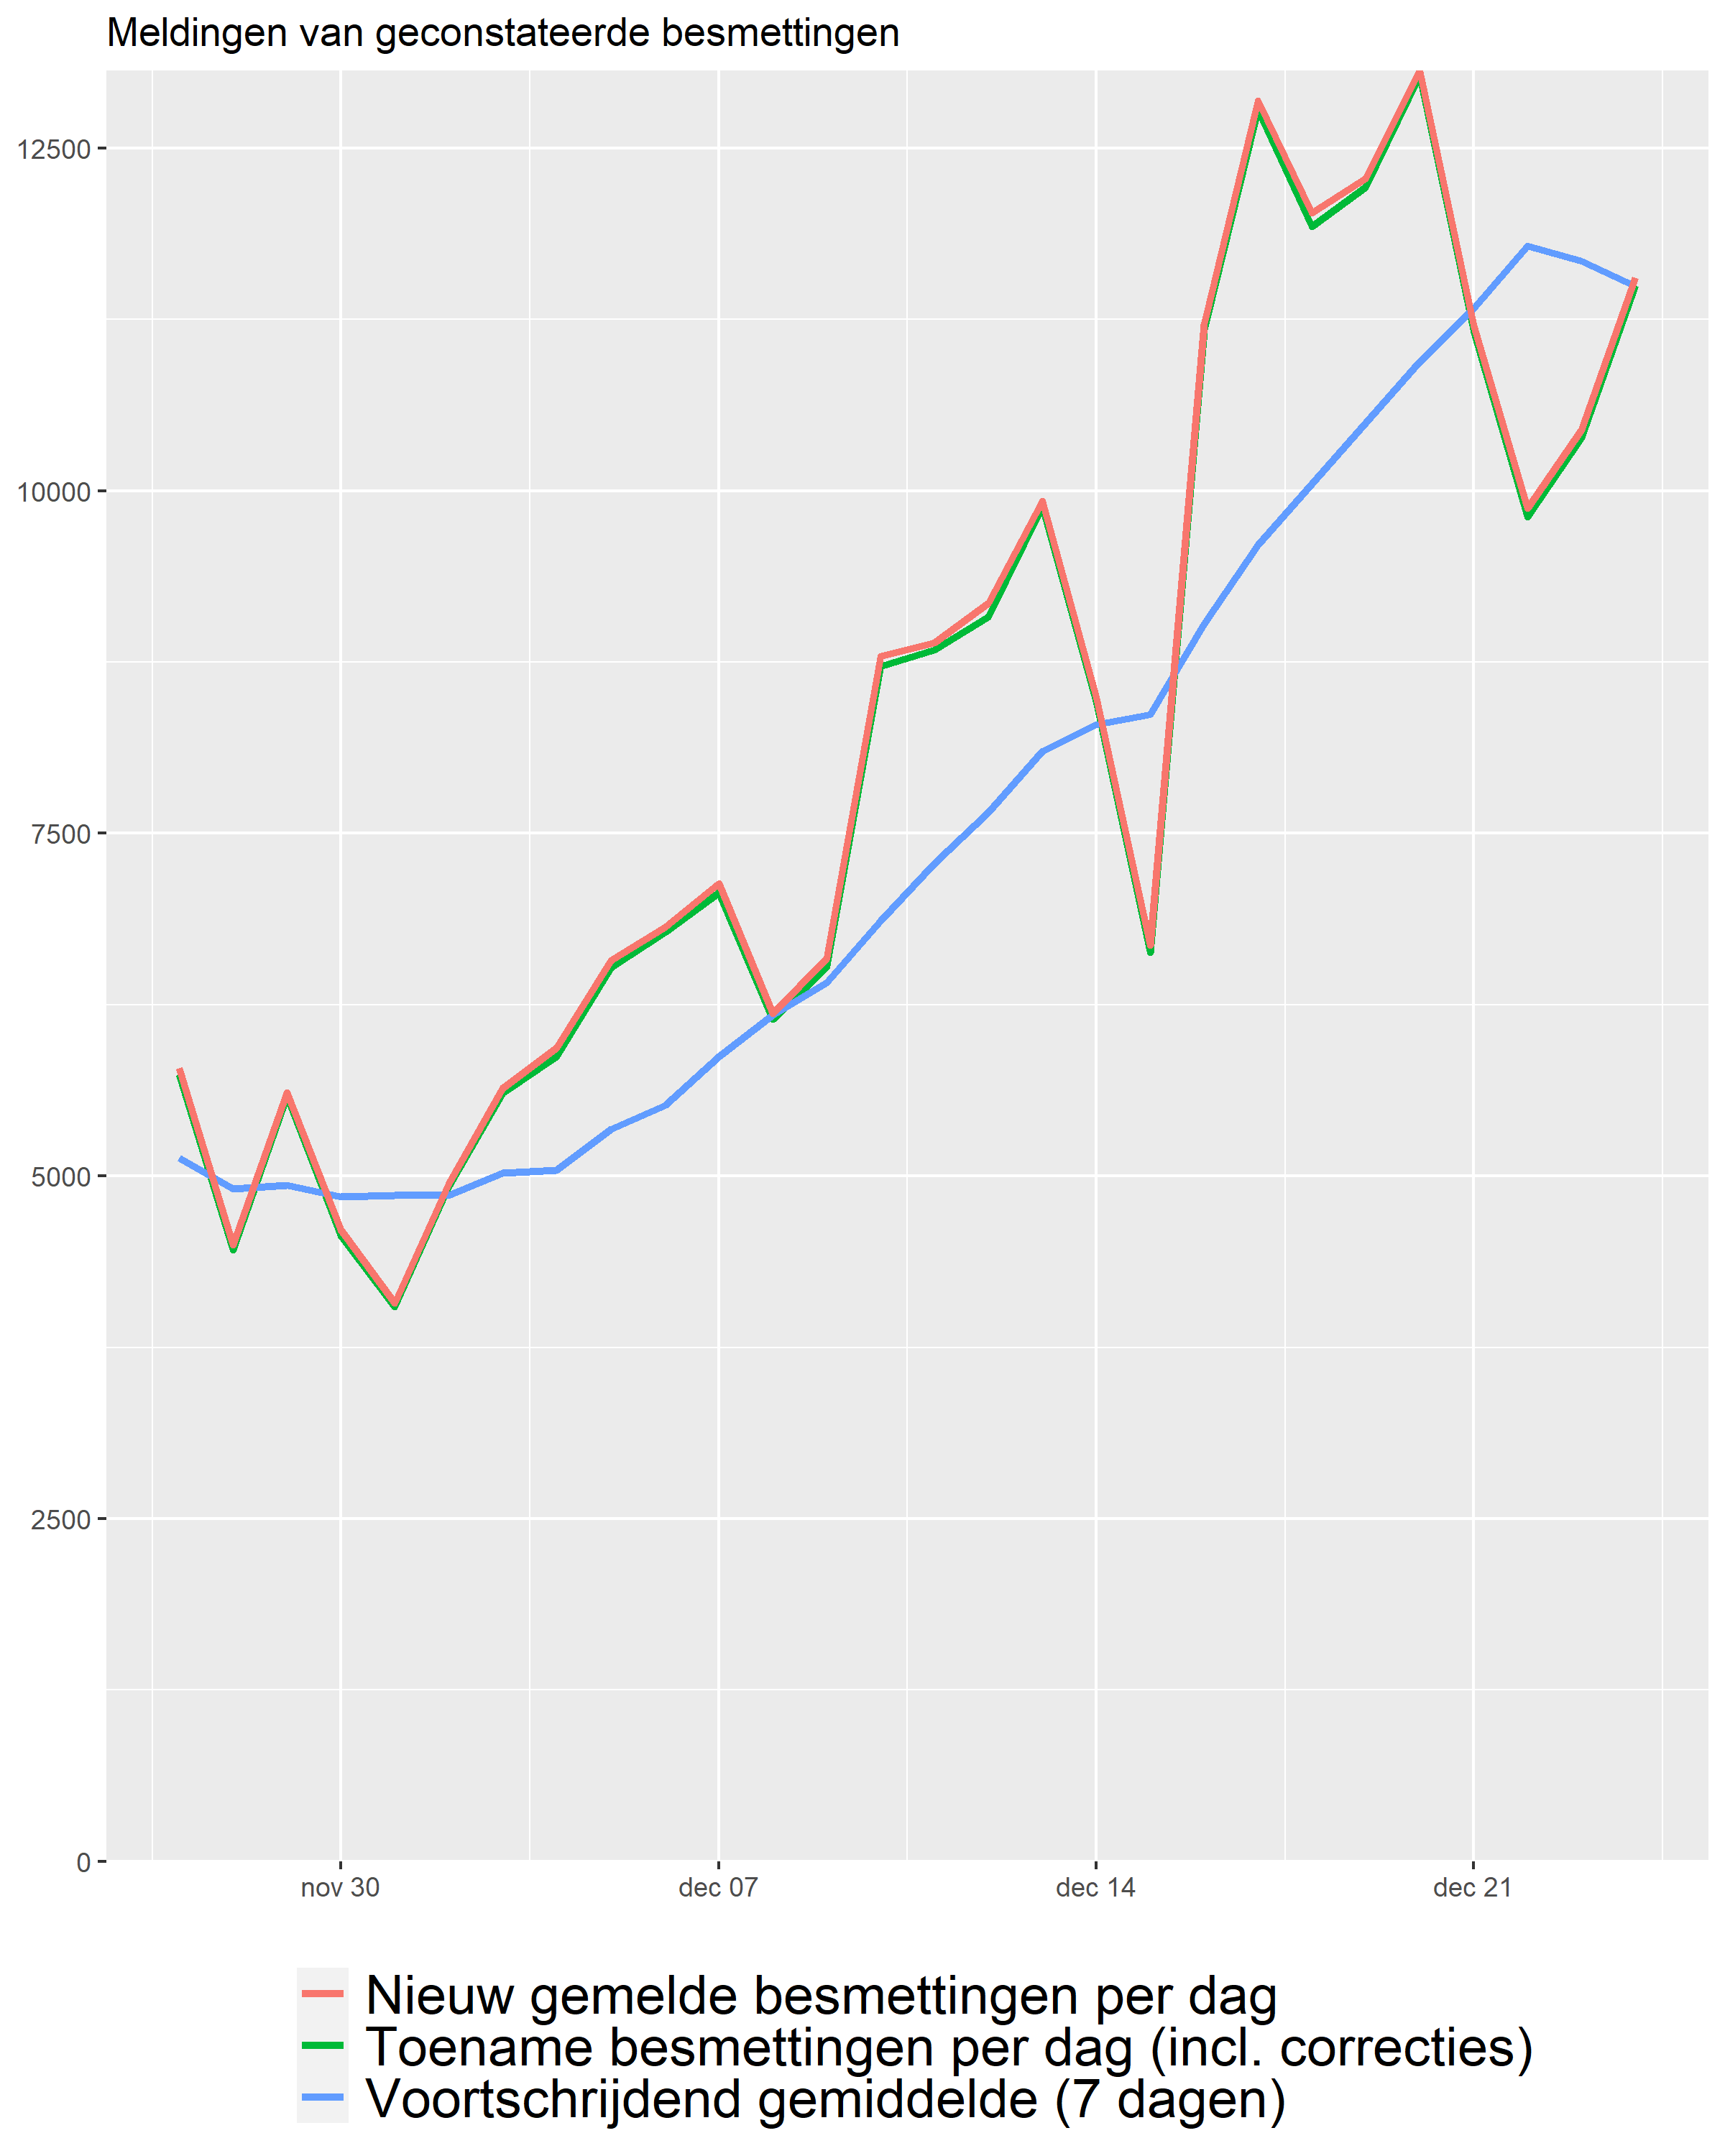 Meldingen van geconstateerde besmettingen
12500
10000
7500
5000
2500
0
nov 30 dec 07 dec 14 dec 21
Nieuw gemelde besmettingen per dag
Toename besmettingen per dag (incl. correcties)
Voortschrijdend gemiddelde (7 dagen)